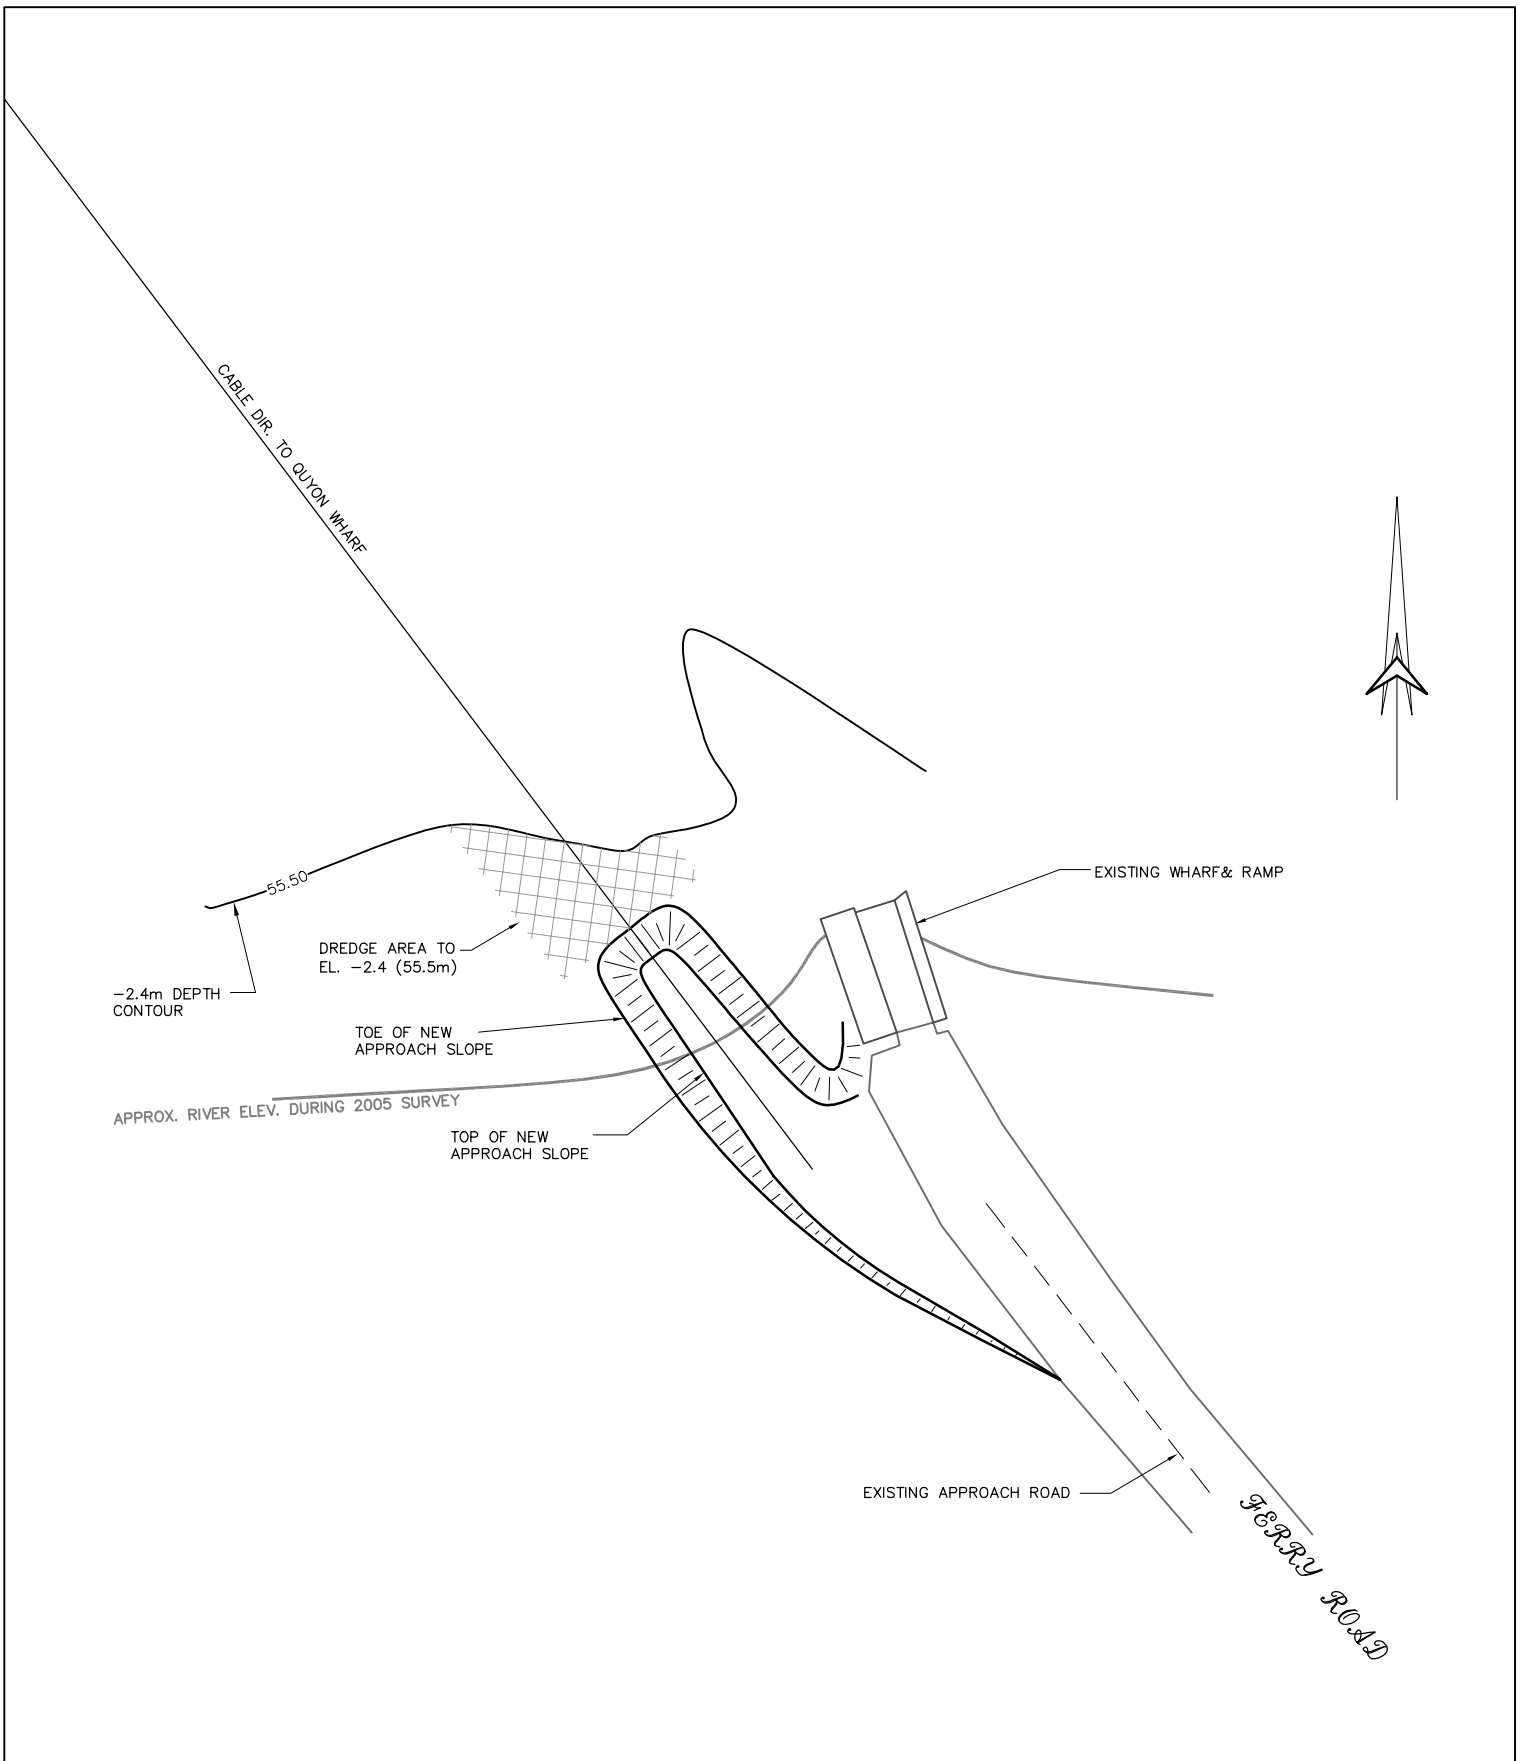 CABLE DIR. TO QUYON WHARF
55.50
EXISTING WHARF& RAMP
DREDGE AREA TO
EL. -2.4 (55.5m)
-2.4m DEPTH
CONTOUR
TOE OF NEW
APPROACH SLOPE
APPROX. RIVER ELEV. DURING 2005 SURVEY
TOP OF NEW
APPROACH SLOPE
EXISTING APPROACH ROAD
FERRY ROAD